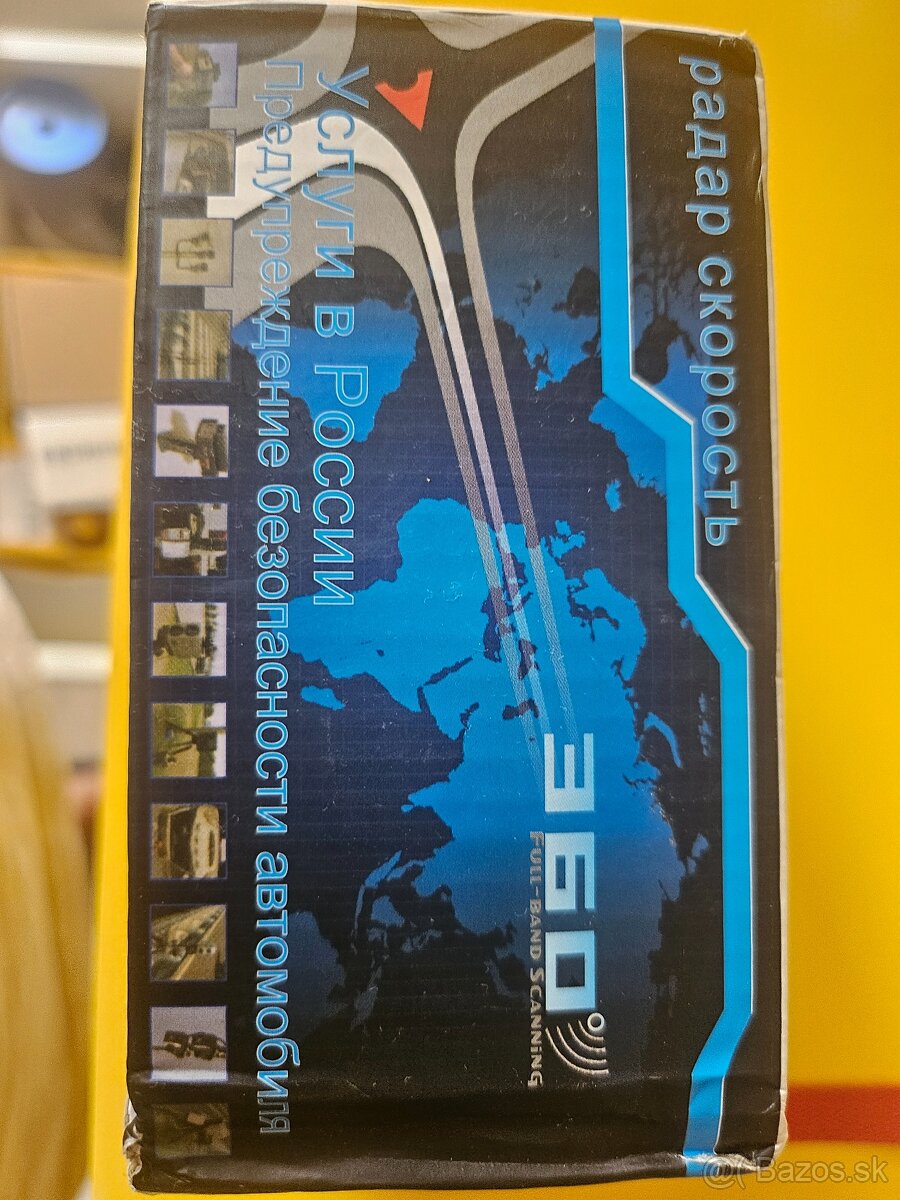 радар скорость
360°
FULL-BAND SCANNING
Услуги в России
Предупреждение безопасности автомобиля
@ Bazos.sk